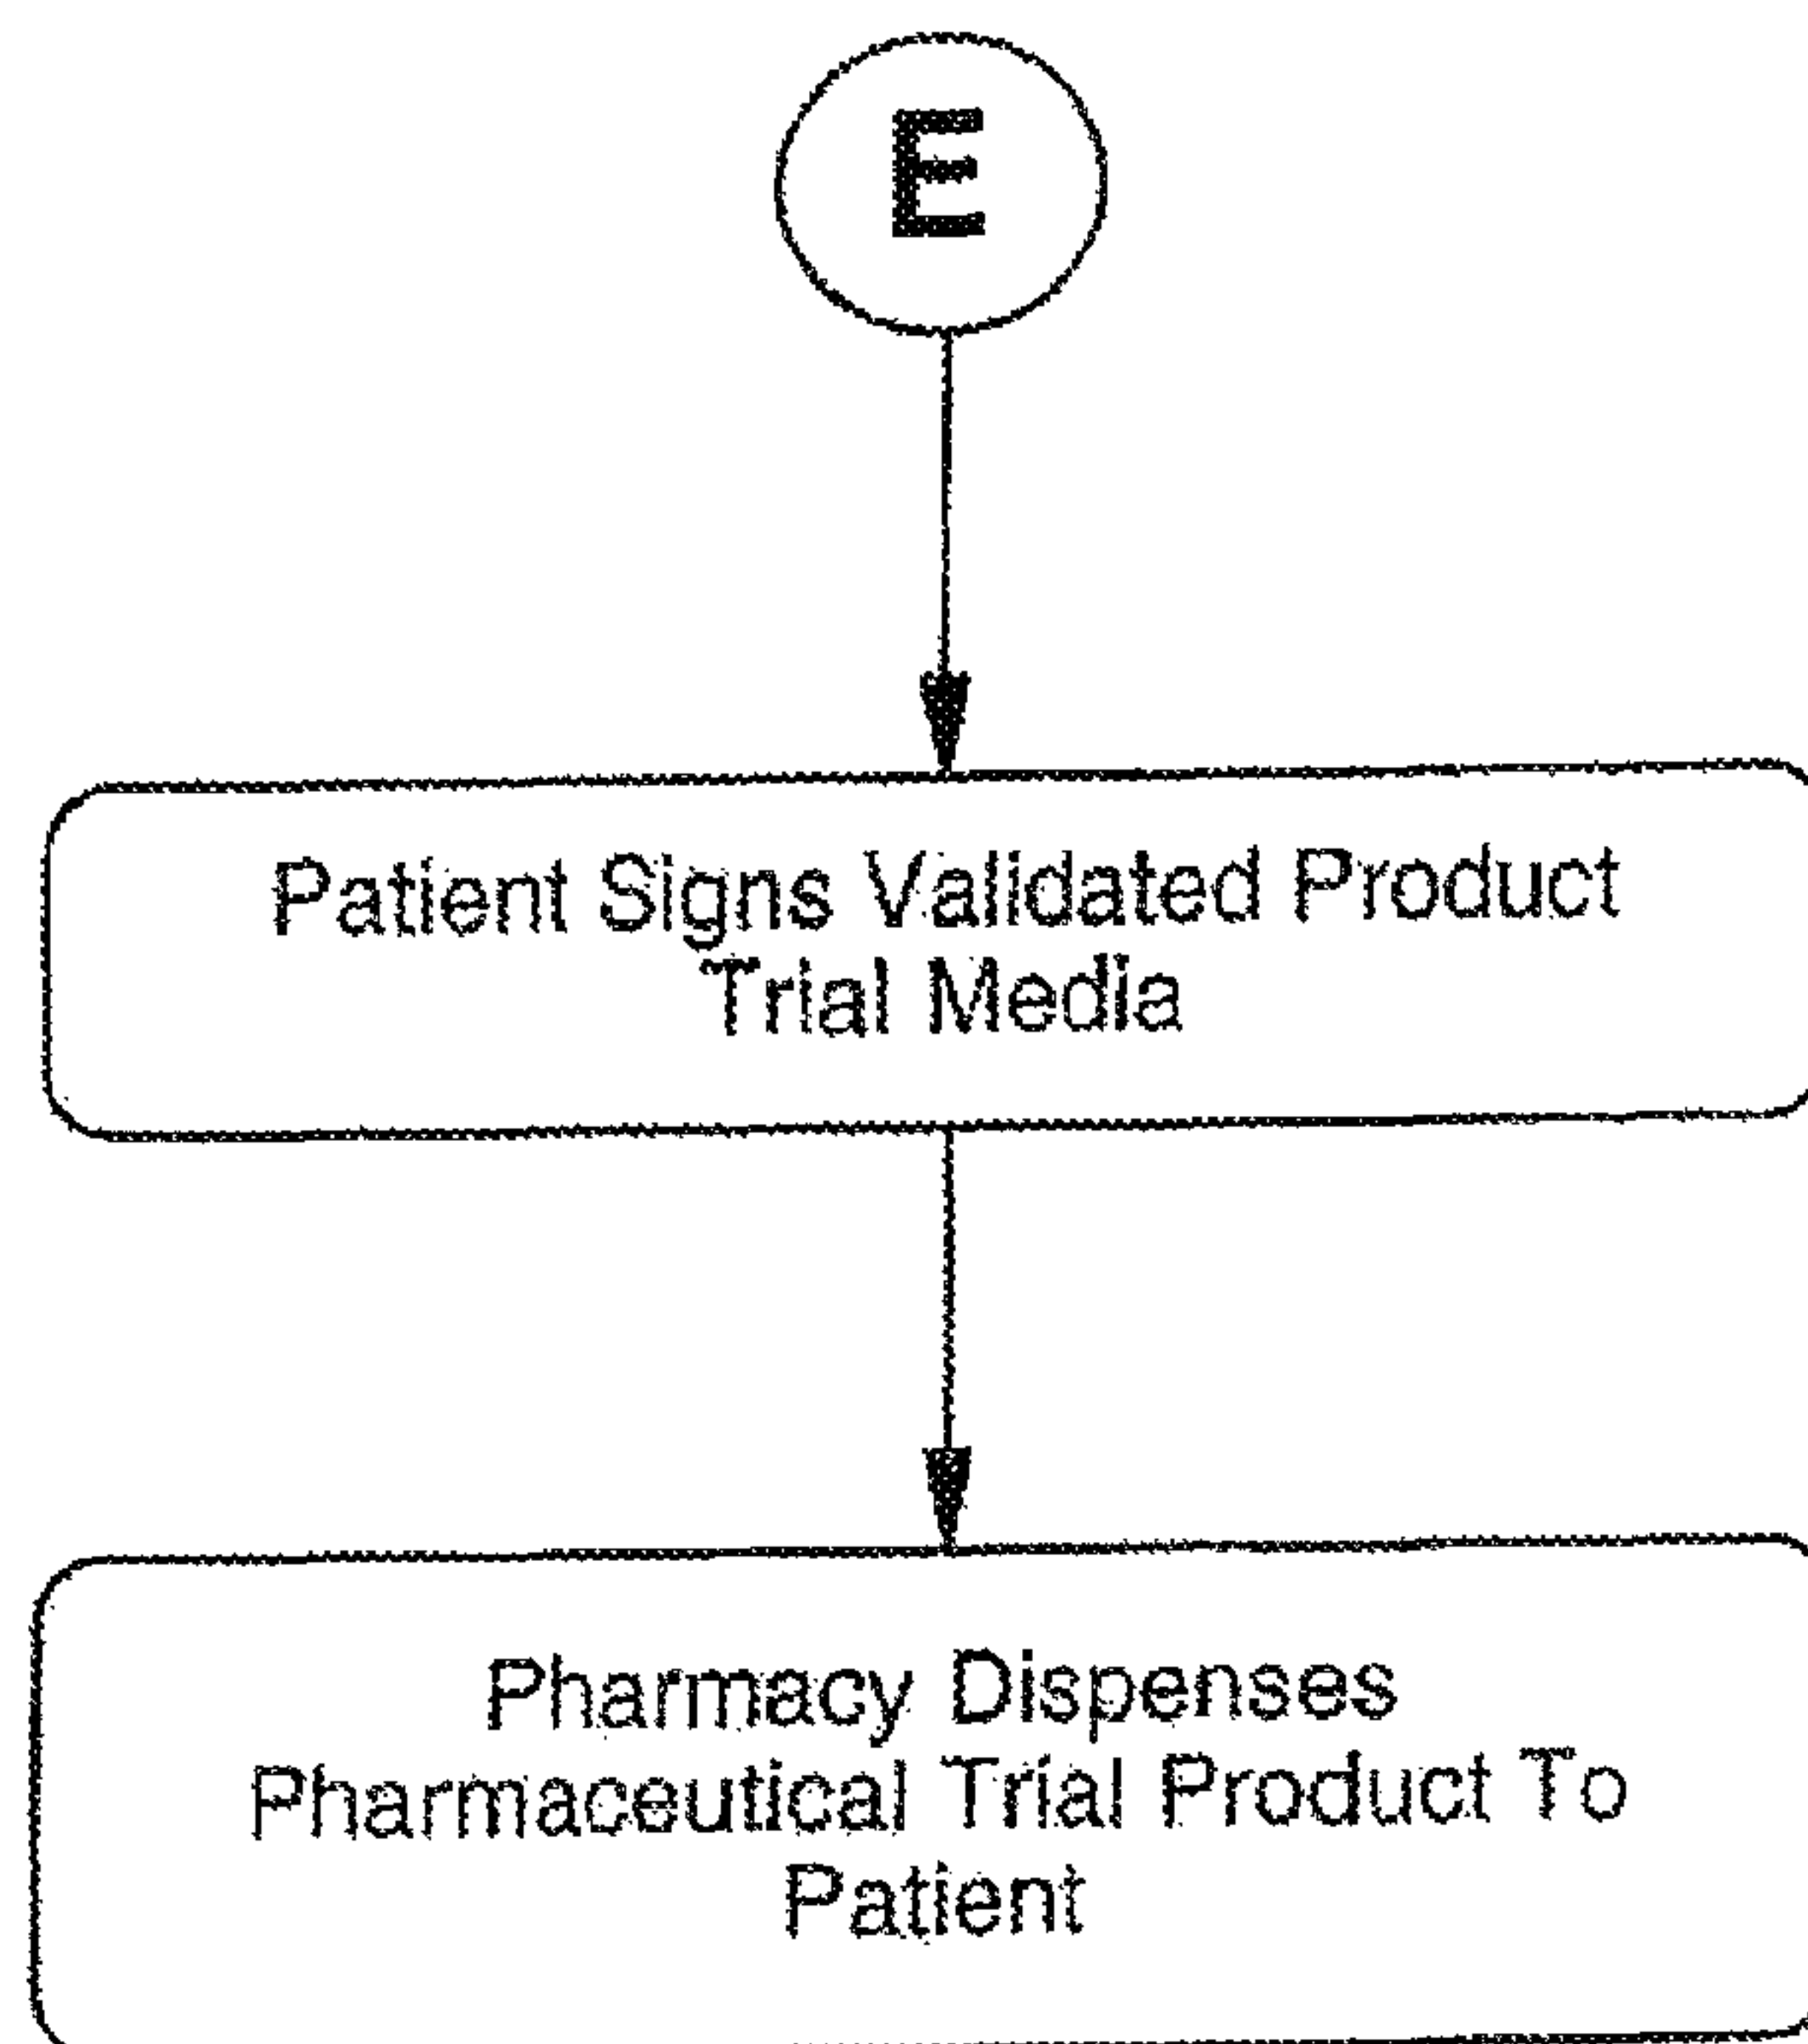 E
Patient Signs Validated Product
Trial Media
Pharmacy Dispenses
Pharmaceutical Trial Product To
Patient